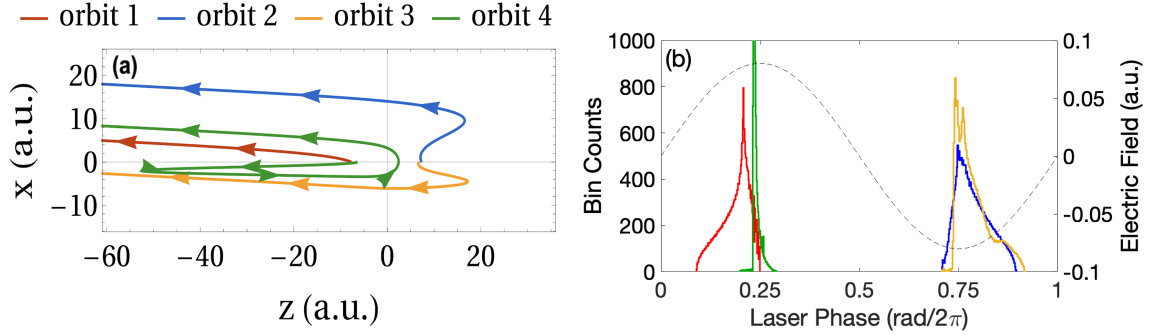 orbit 1 orbit 2 orbit 3 orbit 4
(a)
x (a.u.)
20
10
0
−10
−60 −40 −20 0 20
z (a.u.)
(b)
Bin Counts
1000
800
600
400
200
0
0 0.25 0.5 0.75 1
Laser Phase (rad/2π)
0.1
0.05
0
-0.05
-0.1
Electric Field (a.u.)